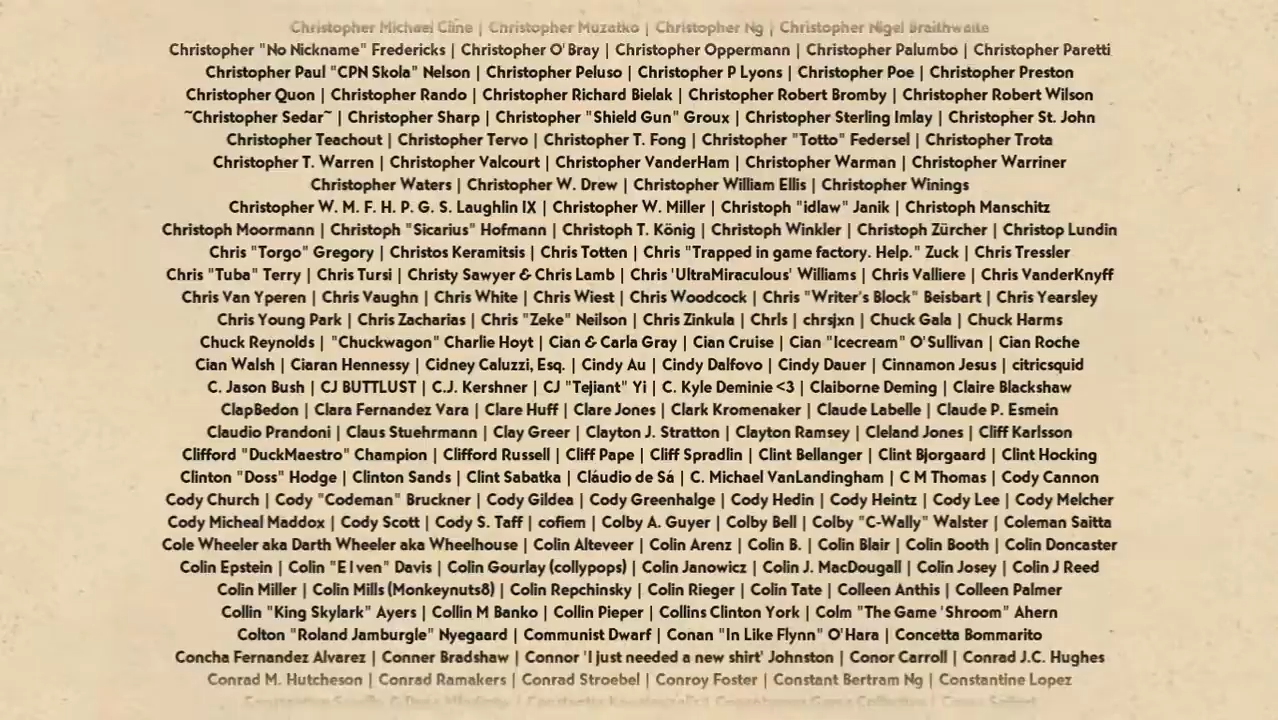 Christopher Michael Cline | Christopher Muzatko | Christopher Ng | Christopher Nigel Braithwaite
Christopher "No Nickname" Fredericks | Christopher O'Bray | Christopher Oppermann | Christopher Palumbo | Christopher Paretti
Christopher Paul "CPN Skola" Nelson | Christopher Peluso | Christopher P Lyons | Christopher Poe | Christopher Preston
Christopher Quon | Christopher Rando | Christopher Richard Bielak | Christopher Robert Bromby | Christopher Robert Wilson
~Christopher Sedar~ | Christopher Sharp | Christopher "Shield Gun" Groux | Christopher Sterling Imlay | Christopher St. John
Christopher Teachout | Christopher Tervo | Christopher T. Fong | Christopher "Totto" Federsel | Christopher Trota
Christopher T. Warren | Christopher Valcourt | Christopher VanderHam | Christopher Warman | Christopher Warriner
Christopher Waters | Christopher W. Drew | Christopher William Ellis | Christopher Winings
Christopher W. M. F. H. P. G. S. Laughlin IX | Christopher W. Miller | Christoph "idlaw" Janik | Christoph Manschitz
Christoph Moormann | Christoph "Sicarius" Hofmann | Christoph T. König | Christoph Winkler | Christoph Zürcher | Christop Lundin
Chris "Torgo" Gregory | Christos Keramitsis | Chris Totten | Chris "Trapped in game factory. Help." Zuck | Chris Tressler
Chris "Tuba" Terry | Chris Tursi | Christy Sawyer & Chris Lamb | Chris 'UltraMiraculous' Williams | Chris Valliere | Chris VanderKnyff
Chris Van Yperen | Chris Vaughn | Chris White | Chris Wiest | Chris Woodcock | Chris "Writer's Block" Beisbart | Chris Yearsley
Chris Young Park | Chris Zacharias | Chris "Zeke" Neilson | Chris Zinkula | Chrls | chrsjxn | Chuck Gala | Chuck Harms
Chuck Reynolds | "Chuckwagon" Charlie Hoyt | Cian & Carla Gray | Cian Cruise | Cian "Icecream" O'Sullivan | Cian Roche
Cian Walsh | Ciaran Hennessy | Cidney Caluzzi, Esq. | Cindy Au | Cindy Dalfovo | Cindy Dauer | Cinnamon Jesus | citricsquid
C. Jason Bush | CJ BUTTLUST | C.J. Kershner | CJ "Tejiant" Yi | C. Kyle Deminie <3 | Claiborne Deming | Claire Blackshaw
ClapBedon | Clara Fernandez Vara | Clare Huff | Clare Jones | Clark Kromenaker | Claude Labelle | Claude P. Esmein
Claudio Prandoni | Claus Stuehrmann | Clay Greer | Clayton J. Stratton | Clayton Ramsey | Cleland Jones | Cliff Karlsson
Clifford "DuckMaestro" Champion | Clifford Russell | Cliff Pape | Cliff Spradlin | Clint Bellanger | Clint Bjorgaard | Clint Hocking
Clinton "Doss" Hodge | Clinton Sands | Clint Sabatka | Cláudio de Sá | C. Michael VanLandingham | C M Thomas | Cody Cannon
Cody Church | Cody "Codeman" Bruckner | Cody Gildea | Cody Greenhalge | Cody Hedin | Cody Heintz | Cody Lee | Cody Melcher
Cody Micheal Maddox | Cody Scott | Cody S. Taff | cofiem | Colby A. Guyer | Colby Bell | Colby "C-Wally" Walster | Coleman Saitta
Cole Wheeler aka Darth Wheeler aka Wheelhouse | Colin Alteveer | Colin Arenz | Colin B. | Colin Blair | Colin Booth | Colin Doncaster
Colin Epstein | Colin "E1ven" Davis | Colin Gourlay (collypops) | Colin Janowicz | Colin J. MacDougall | Colin Josey | Colin J Reed
Colin Miller | Colin Mills (Monkeynuts8) | Colin Repchinsky | Colin Rieger | Colin Tate | Colleen Anthis | Colleen Palmer
Collin "King Skylark" Ayers | Collin M Banko | Collin Pieper | Collins Clinton York | Colm "The Game 'Shroom" Ahern
Colton "Roland Jamburgle" Nyegaard | Communist Dwarf | Conan "In Like Flynn" O'Hara | Concetta Bommarito
Concha Fernandez Alvarez | Conner Bradshaw | Connor 'I just needed a new shirt' Johnston | Conor Carroll | Conrad J.C. Hughes
Conrad M. Hutcheson | Conrad Ramakers | Conrad Stroebel | Conroy Foster | Constant Bertram Ng | Constantine Lopez